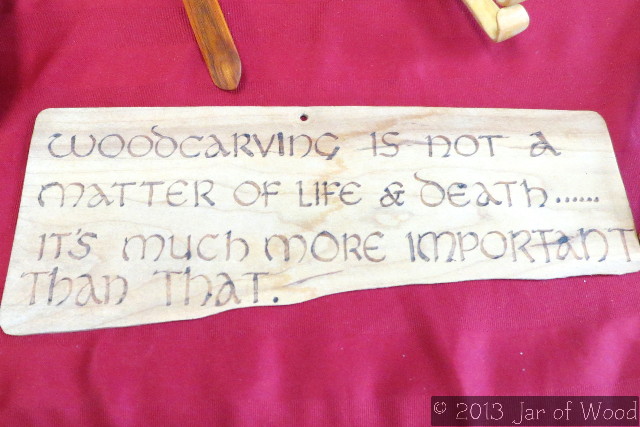 WOODCARVING IS NOT A
MATTER OF LIFE & DEATH......
IT'S MUCH MORE IMPORTANT
THAN THAT.
© 2013 Jar of Wood